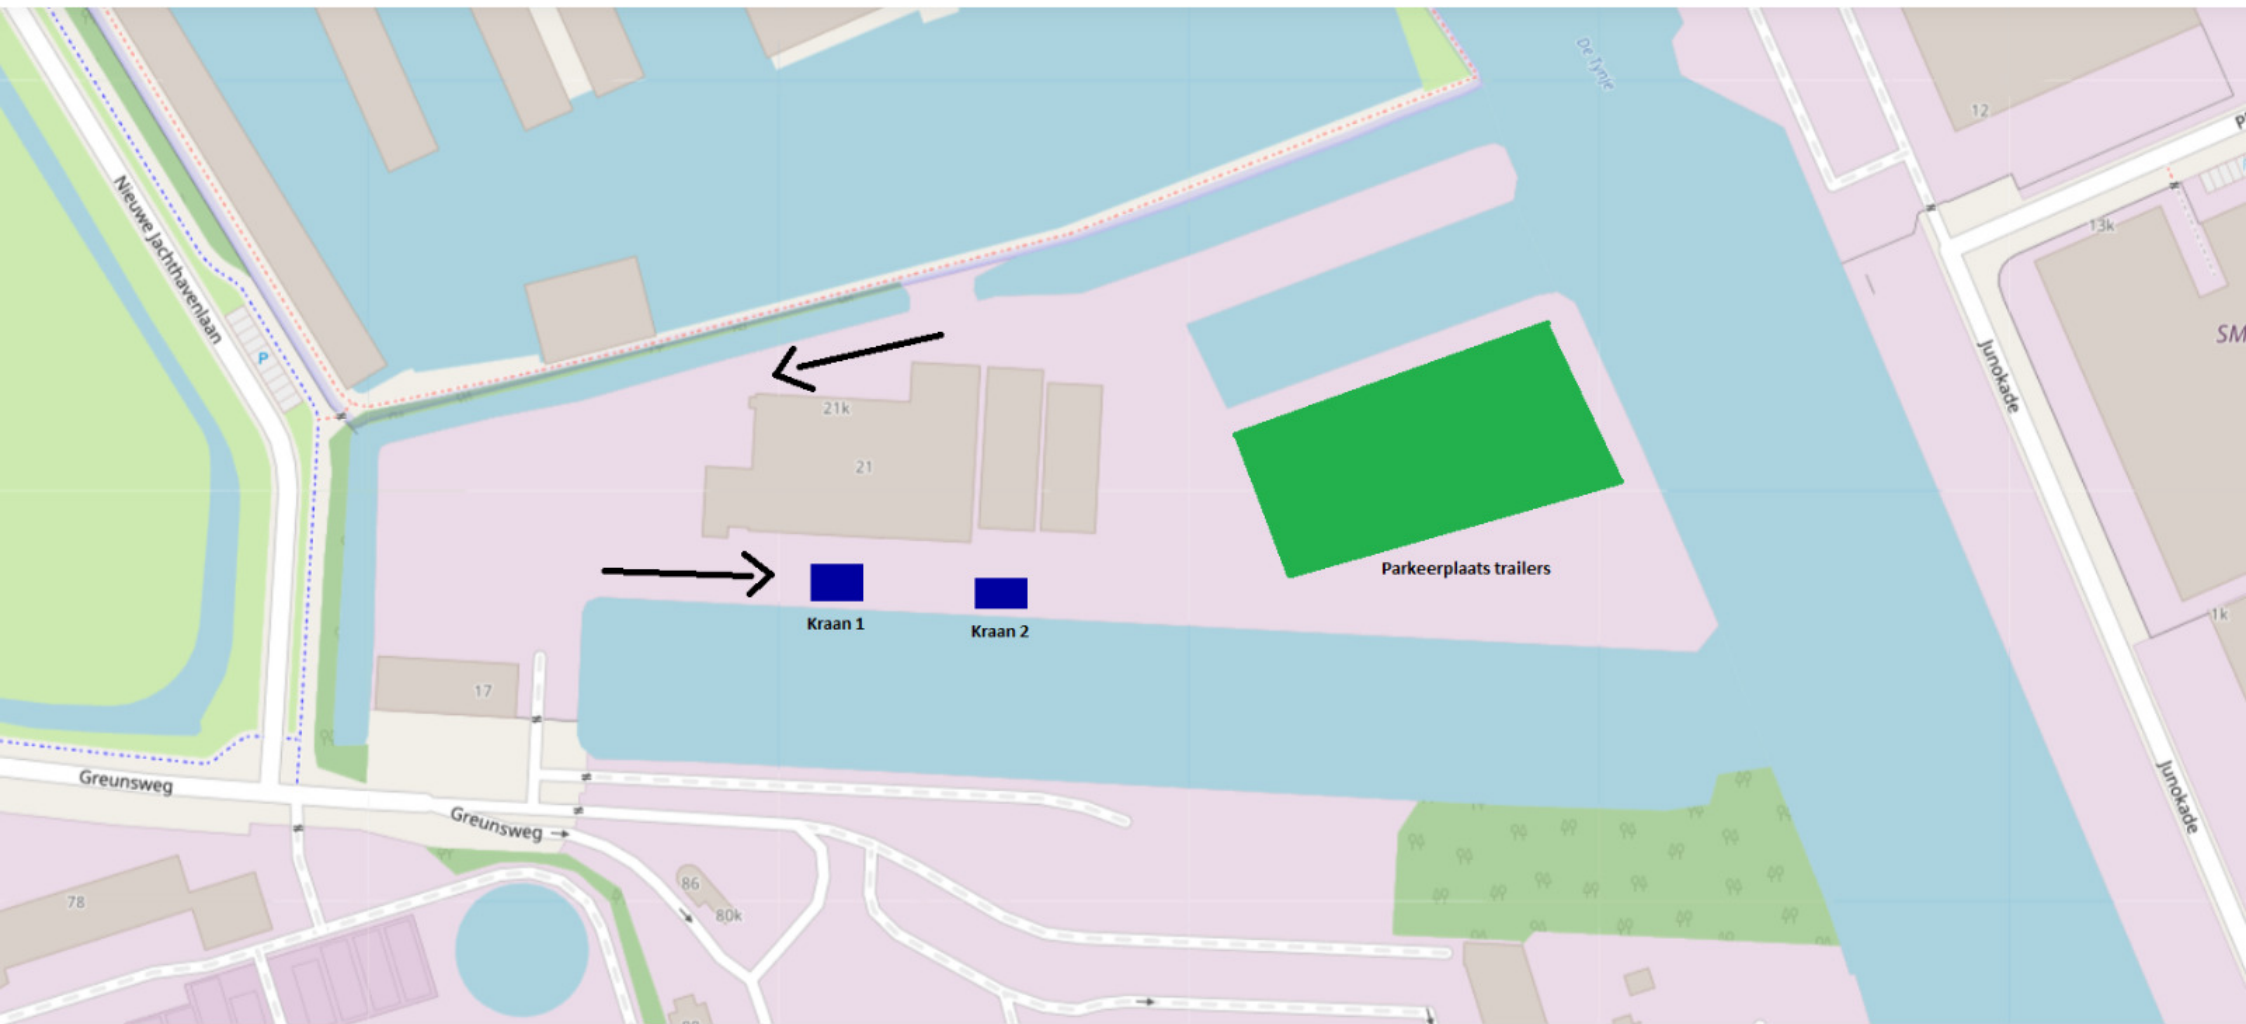 De Tynje
12
13k
Nieuwe Jachthavenlaan
P
SM
Junokade
21k
21
Parkeerplaats trailers
Kraan 1
Kraan 2
1k
17
Greunsweg
Greunsweg
Junokade
86
78
80k